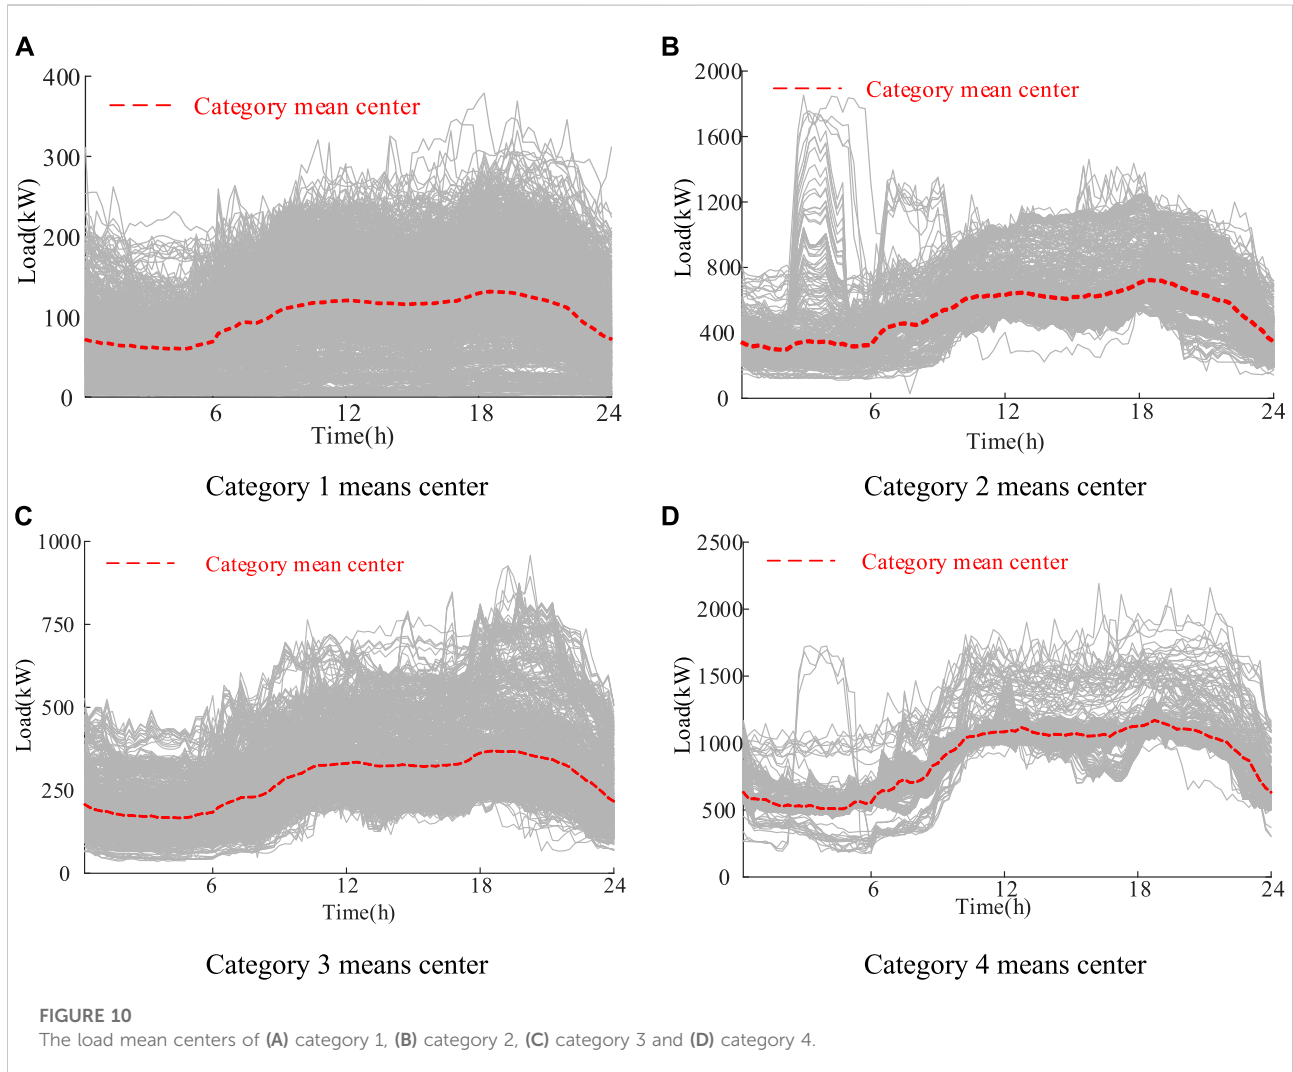 A
400
300
200
100
0
Load(kW)
Category mean center
6
12
18
24
Time(h)
Category 1 means center
B
2000
1600
1200
800
400
0
Load(kW)
Category mean center
6
12
18
24
Time(h)
Category 2 means center
C
1000
750
500
250
0
Load(kW)
Category mean center
6
12
18
24
Time(h)
Category 3 means center
D
2500
2000
1500
1000
500
0
Load(kW)
Category mean center
6
12
18
24
Time(h)
Category 4 means center
FIGURE 10
The load mean centers of (A) category 1, (B) category 2, (C) category 3 and (D) category 4.